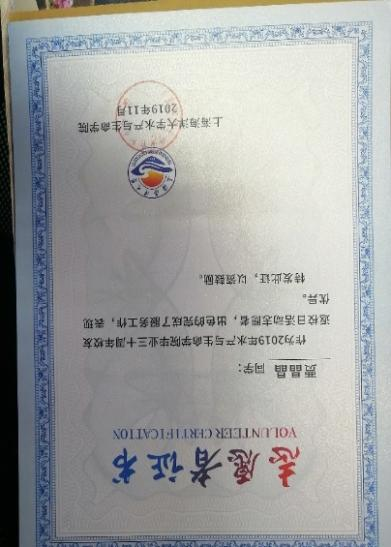 志愿者证书
VOLUNTEER CERTIFICATION
贾晶晶 同学：
作为2019年水产与生命学院毕业三十周年校友
返校日活动志愿者，出色的完成了服务工作，表现
优异。
特发此证，以资鼓励。
上海海洋大学水产与生命学院
2019年11月